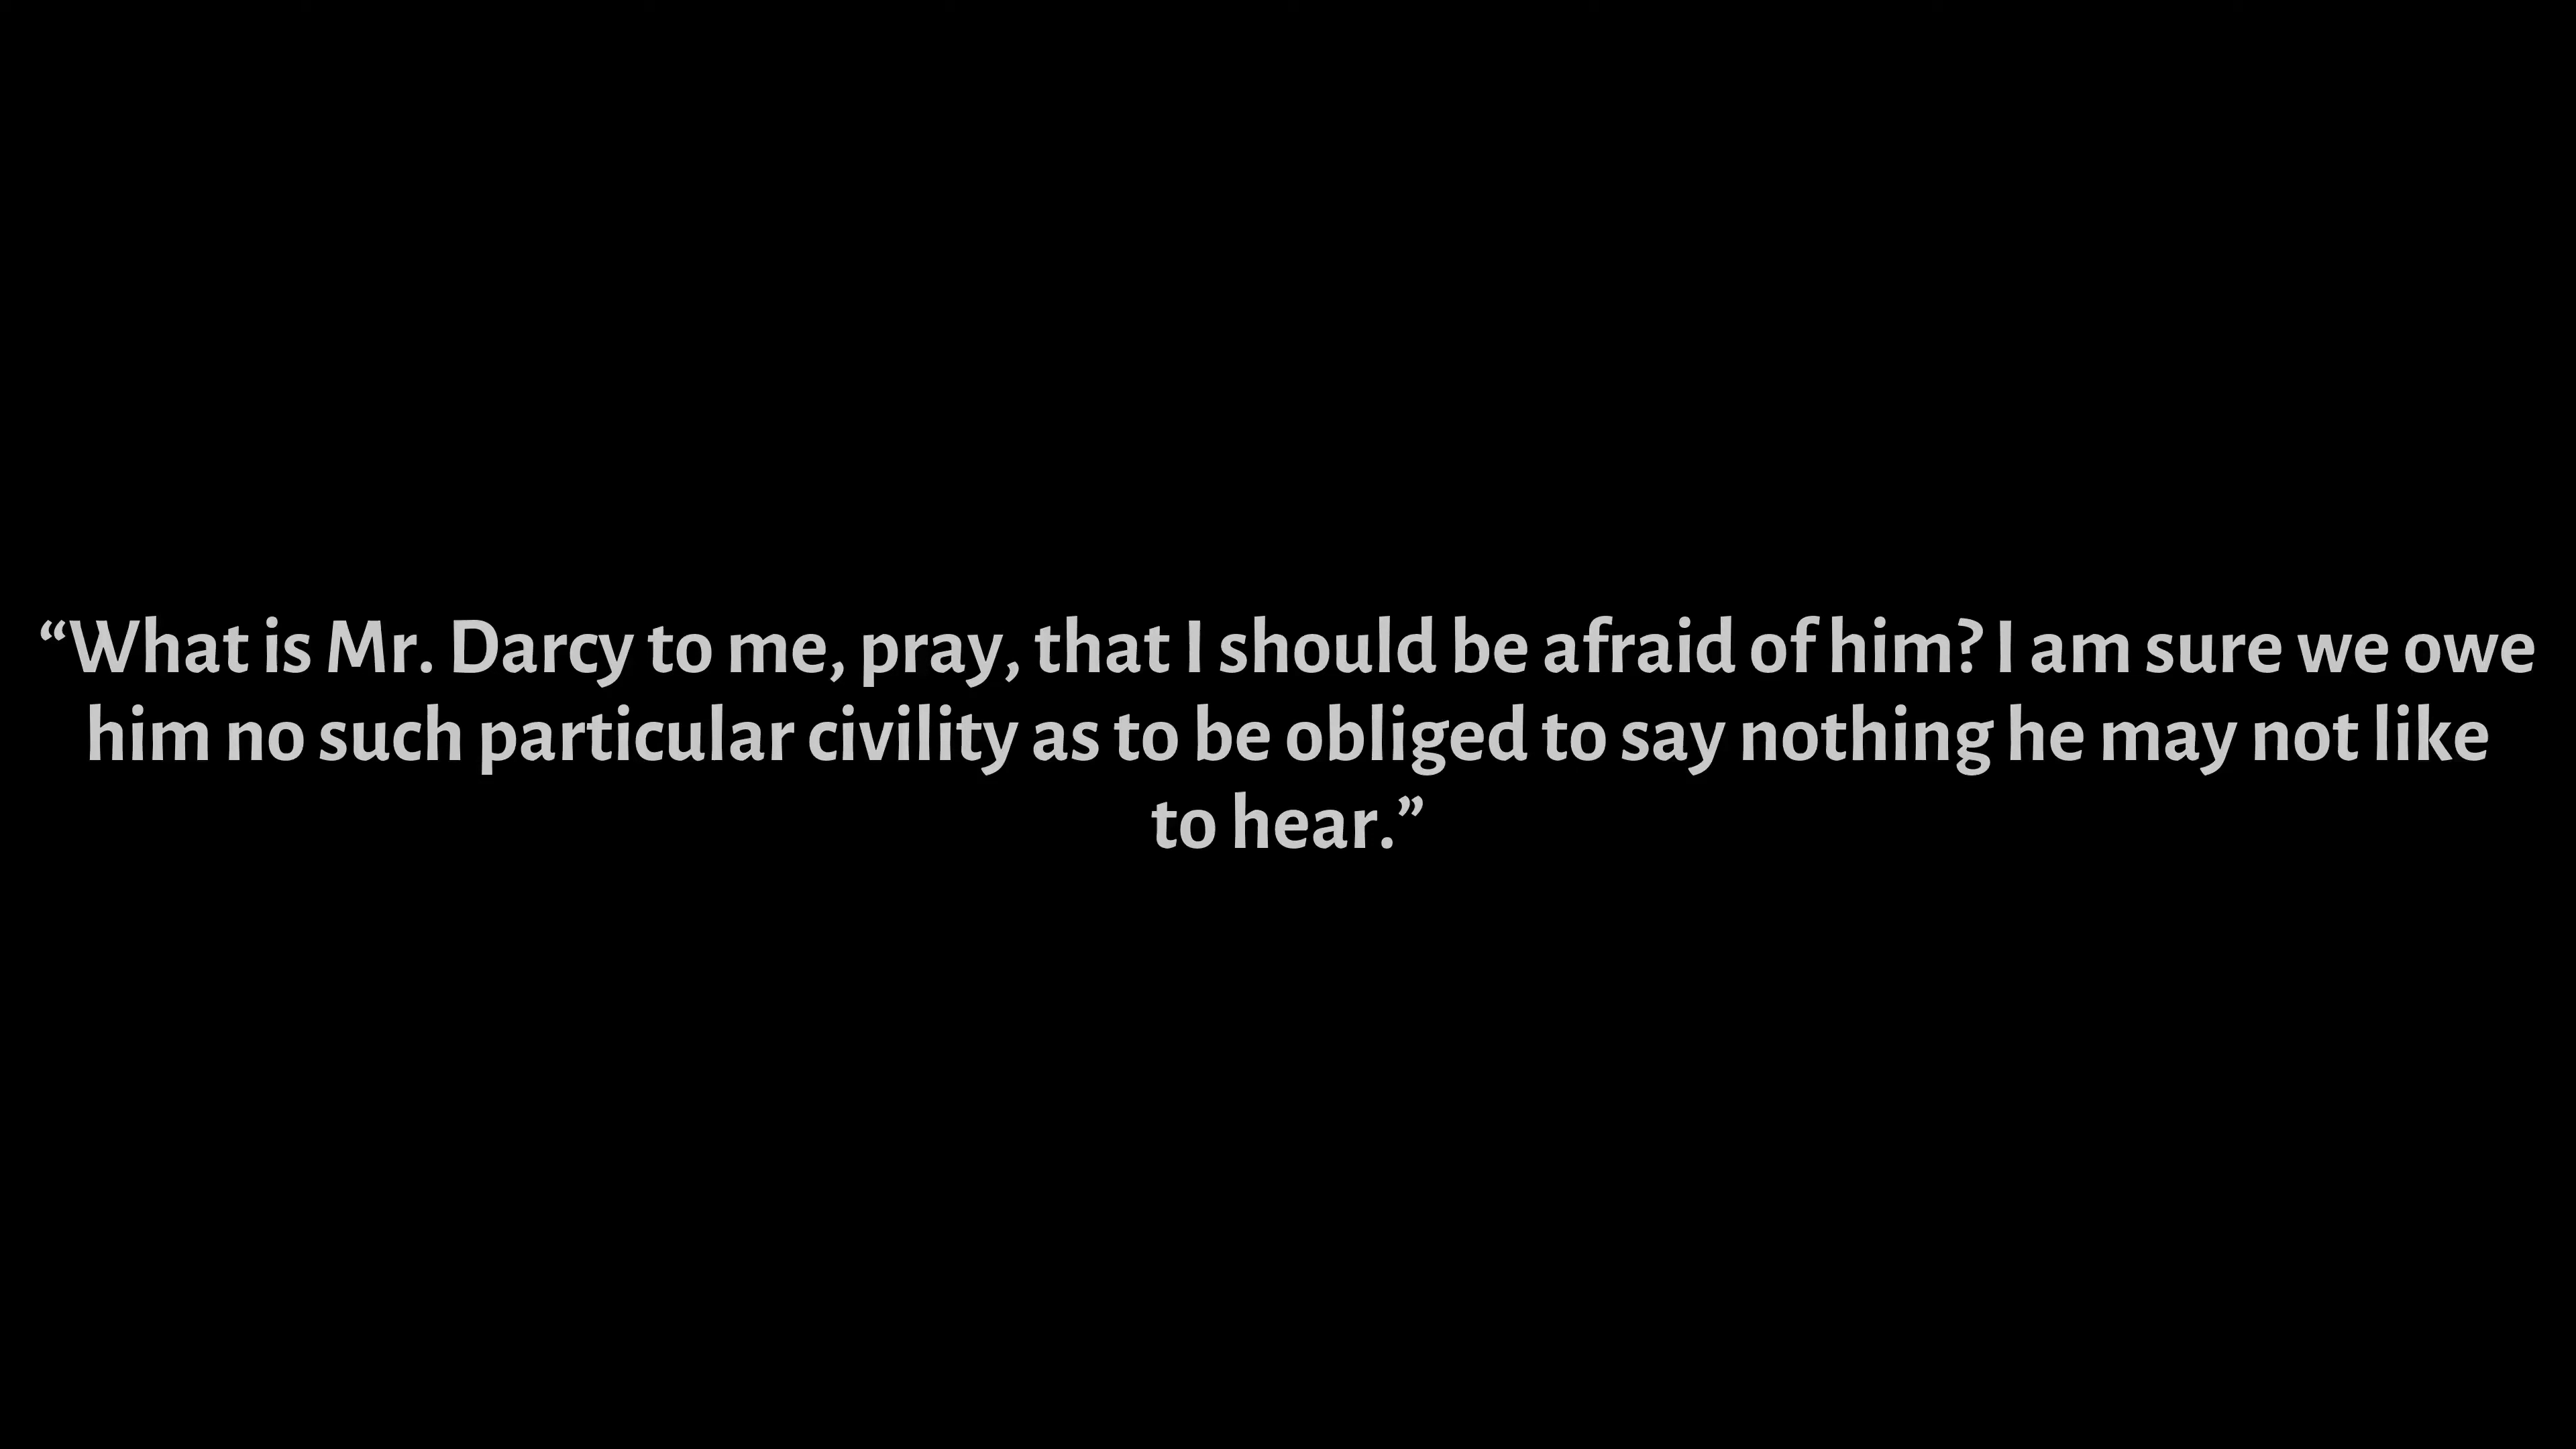 “What is Mr. Darcy to me, pray, that I should be afraid of him? I am sure we owe
him no such particular civility as to be obliged to say nothing he may not like
to hear.”